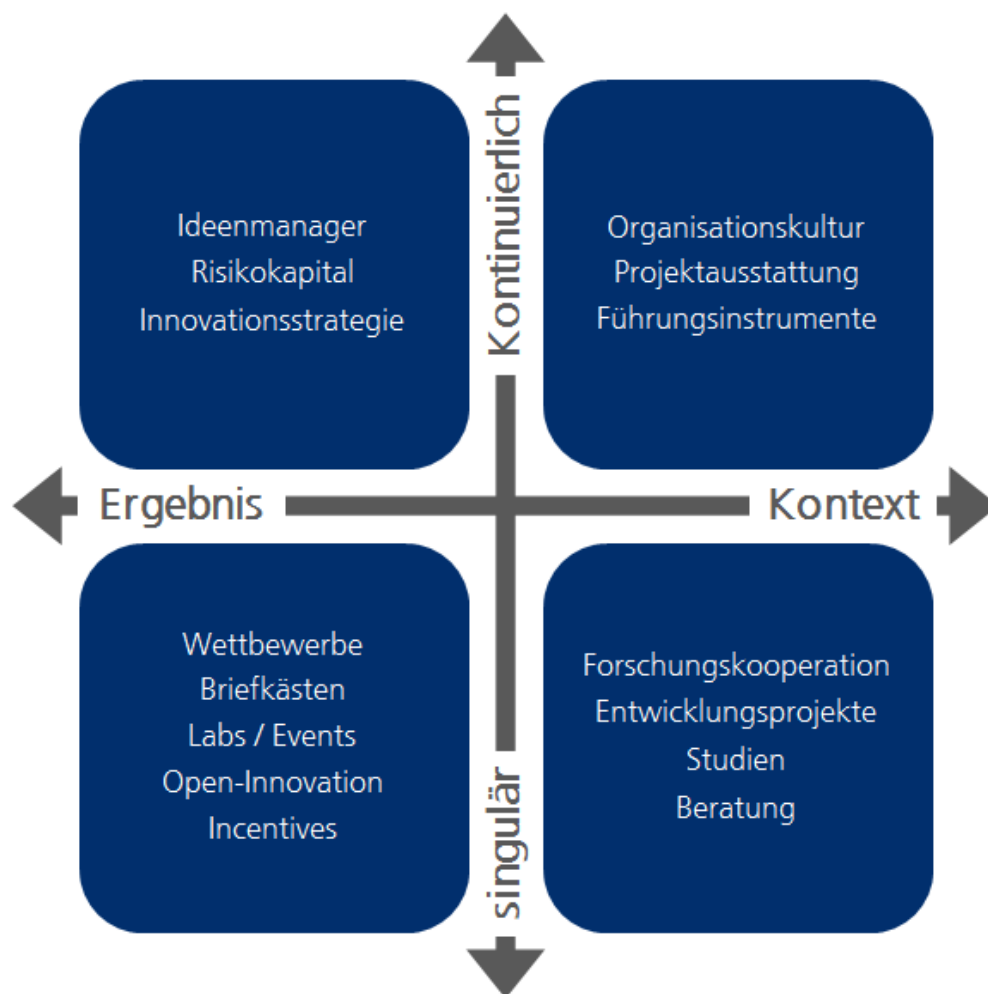 Kontinuierlich
Ideenmanager
Risikokapital
Innovationsstrategie
Organisationskultur
Projektausstattung
Führungsinstrumente
Ergebnis
Kontext
Wettbewerbe
Briefkästen
Labs / Events
Open-Innovation
Incentives
Forschungskooperation
Entwicklungsprojekte
Studien
Beratung
singulär